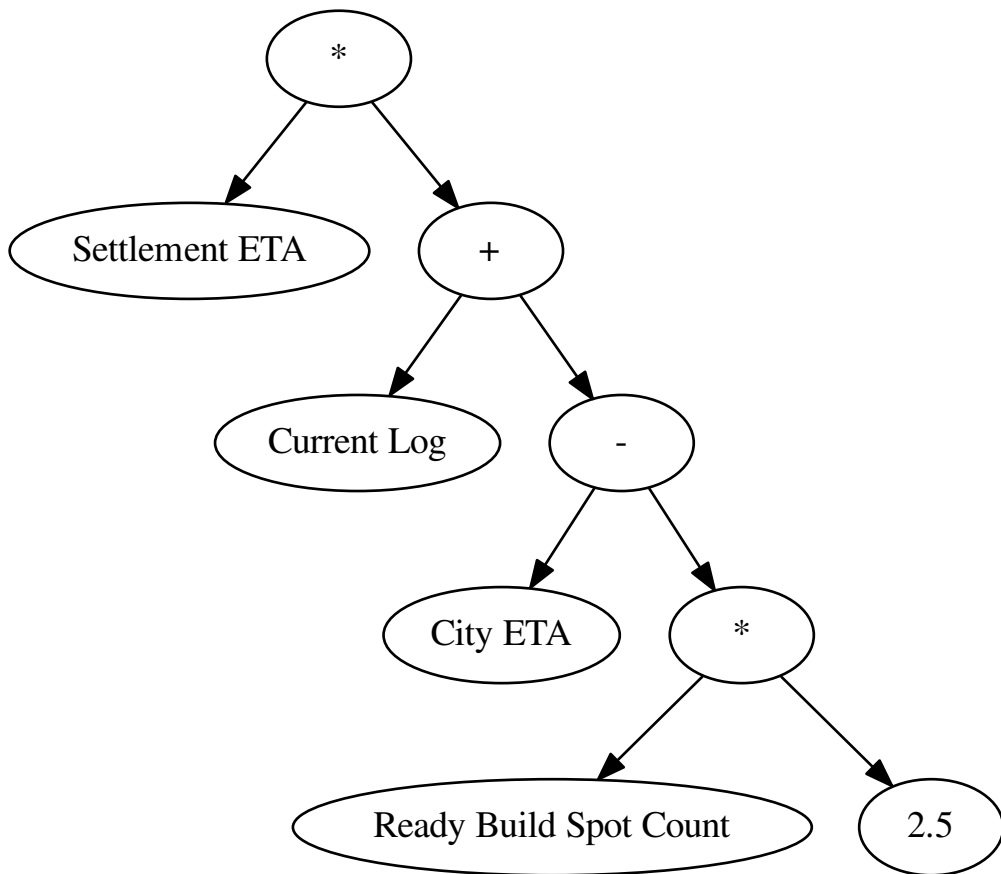 *
Settlement ETA
+
Current Log
-
City ETA
*
Ready Build Spot Count
2.5